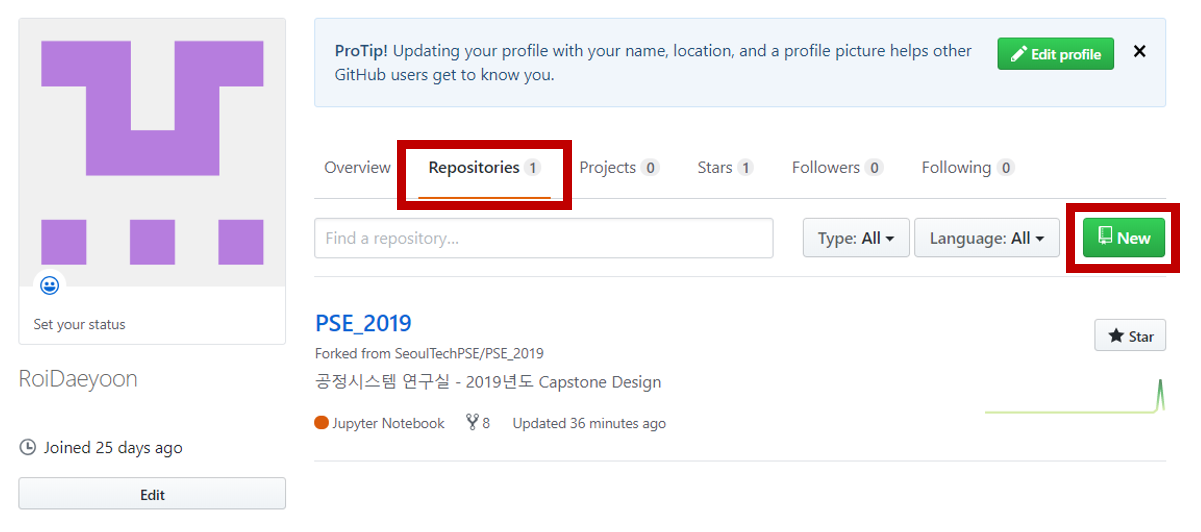 ProTip! Updating your profile with your name, location, and a profile picture helps other
GitHub users get to know you.
Edit profile
Overview Repositories 1 Projects 0 Stars 1 Followers 0 Following 0
Find a repository...
Type: All
Language: All
New
Set your status
RoiDaeyoon
Joined 25 days ago
Edit
PSE_2019
Star
Forked from SeoulTechPSE/PSE_2019
공정시스템 연구실 - 2019년도 Capstone Design
Jupyter Notebook 8 Updated 36 minutes ago